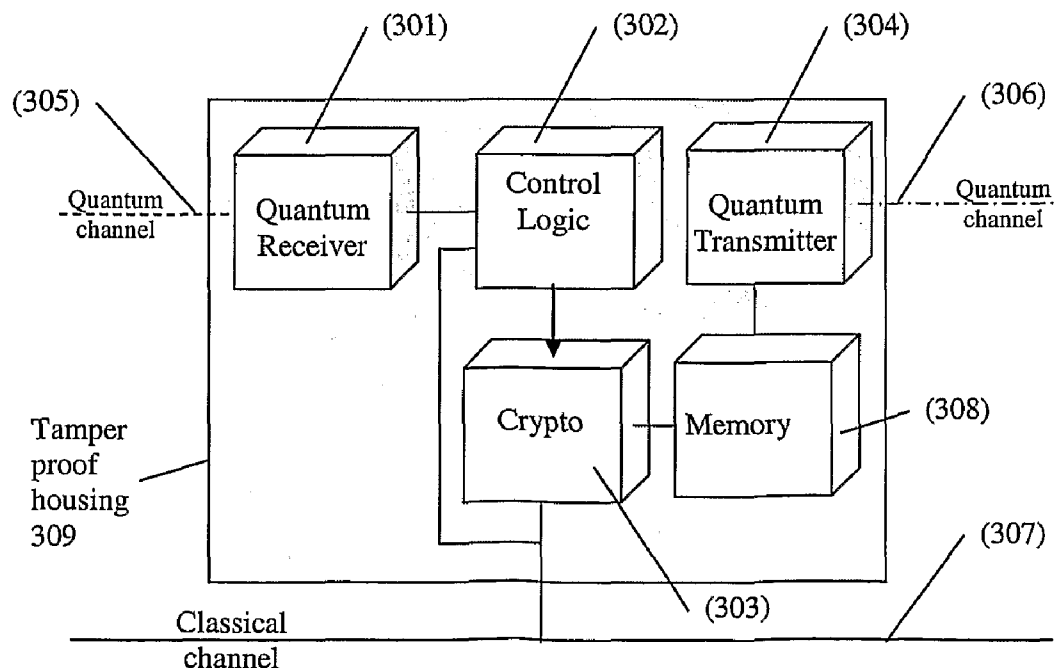 (301)
(302)
(304)
(305)
(306)
Quantum
channel
Quantum
Receiver
Control
Logic
Quantum
Transmitter
Quantum
channel
Crypto
Memory
(308)
Tamper
proof
housing
309
(303)
(307)
Classical
channel